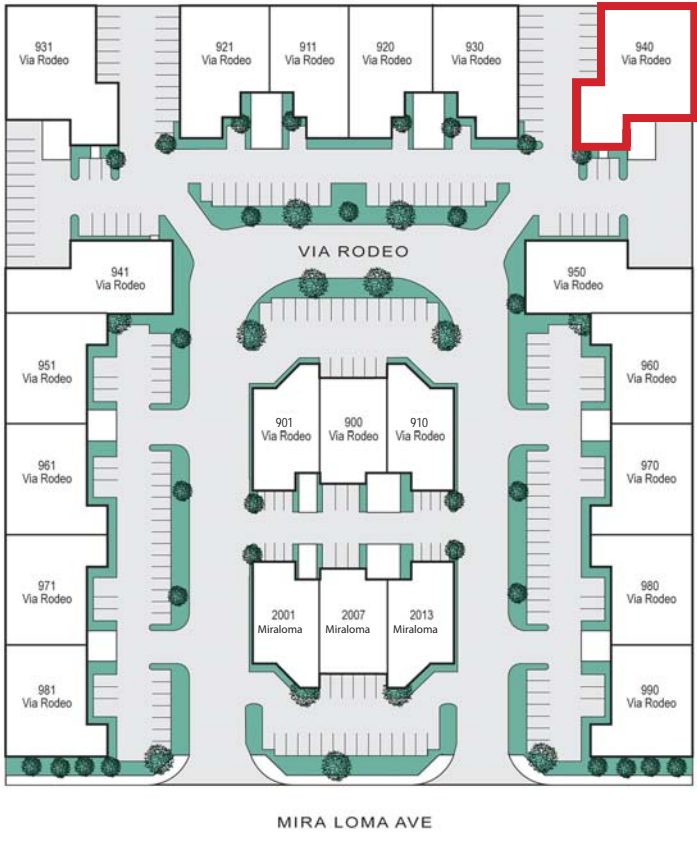 931
Via Rodeo
921
Via Rodeo
911
Via Rodeo
920
Via Rodeo
930
Via Rodeo
940
Via Rodeo
VIA RODEO
941
Via Rodeo
950
Via Rodeo
951
Via Rodeo
960
Via Rodeo
901
Via Rodeo
900
Via Rodeo
910
Via Rodeo
961
Via Rodeo
970
Via Rodeo
971
Via Rodeo
980
Via Rodeo
2001
Miraloma
2007
Miraloma
2013
Miraloma
981
Via Rodeo
990
Via Rodeo
MIRA LOMA AVE